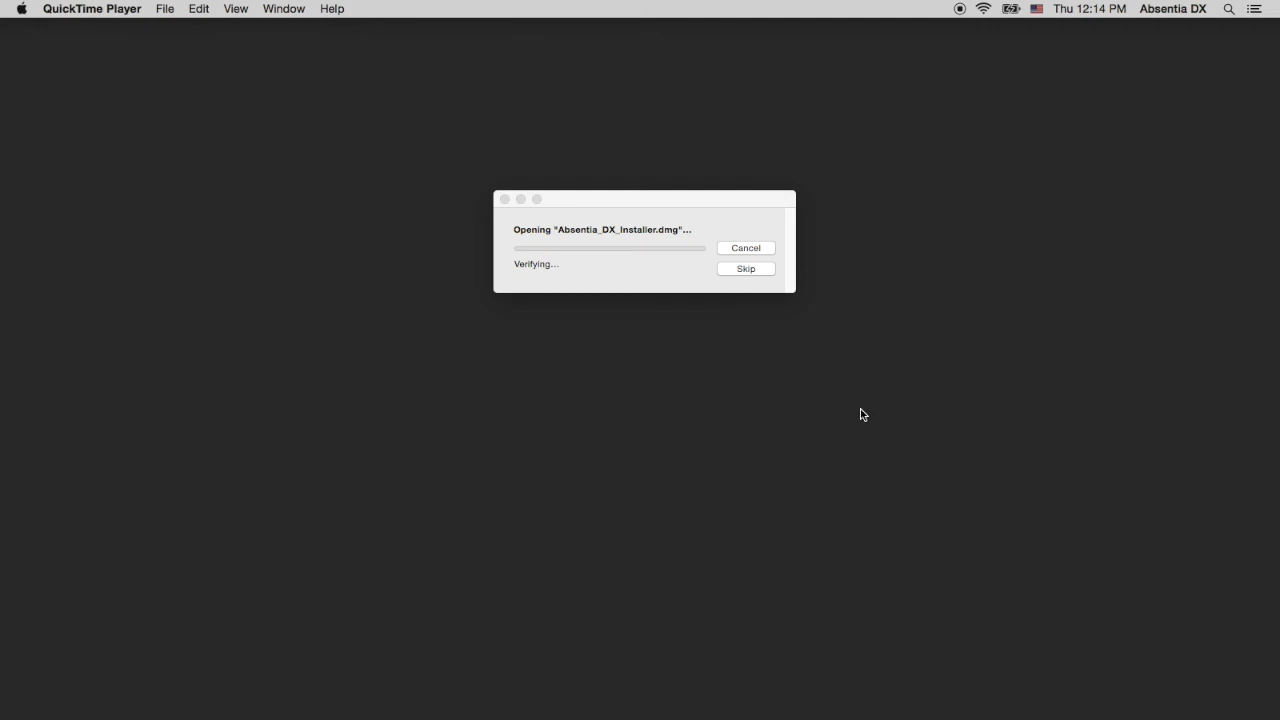 QuickTime Player File Edit View Window Help Thu 12:14 PM Absentia DX
Opening "Absentia_DX_Installer.dmg"...
Cancel
Verifying...
Skip